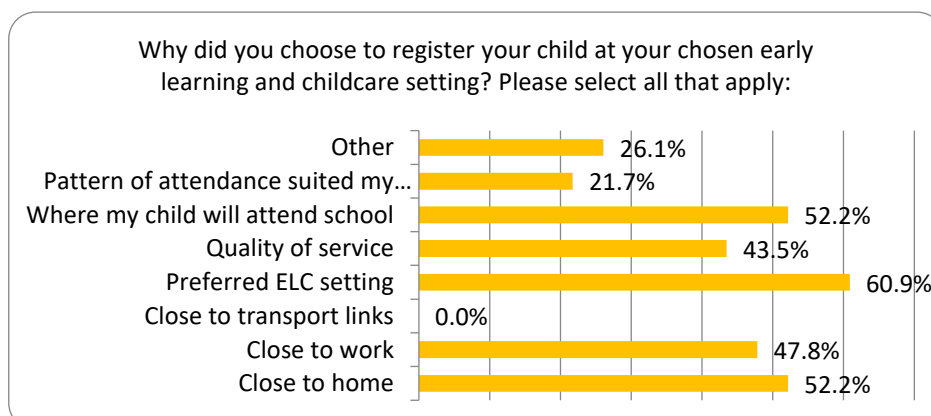 Why did you choose to register your child at your chosen early
learning and childcare setting? Please select all that apply:
Other 26.1%
Pattern of attendance suited my... 21.7%
Where my child will attend school 52.2%
Quality of service 43.5%
Preferred ELC setting 60.9%
Close to transport links 0.0%
Close to work 47.8%
Close to home 52.2%